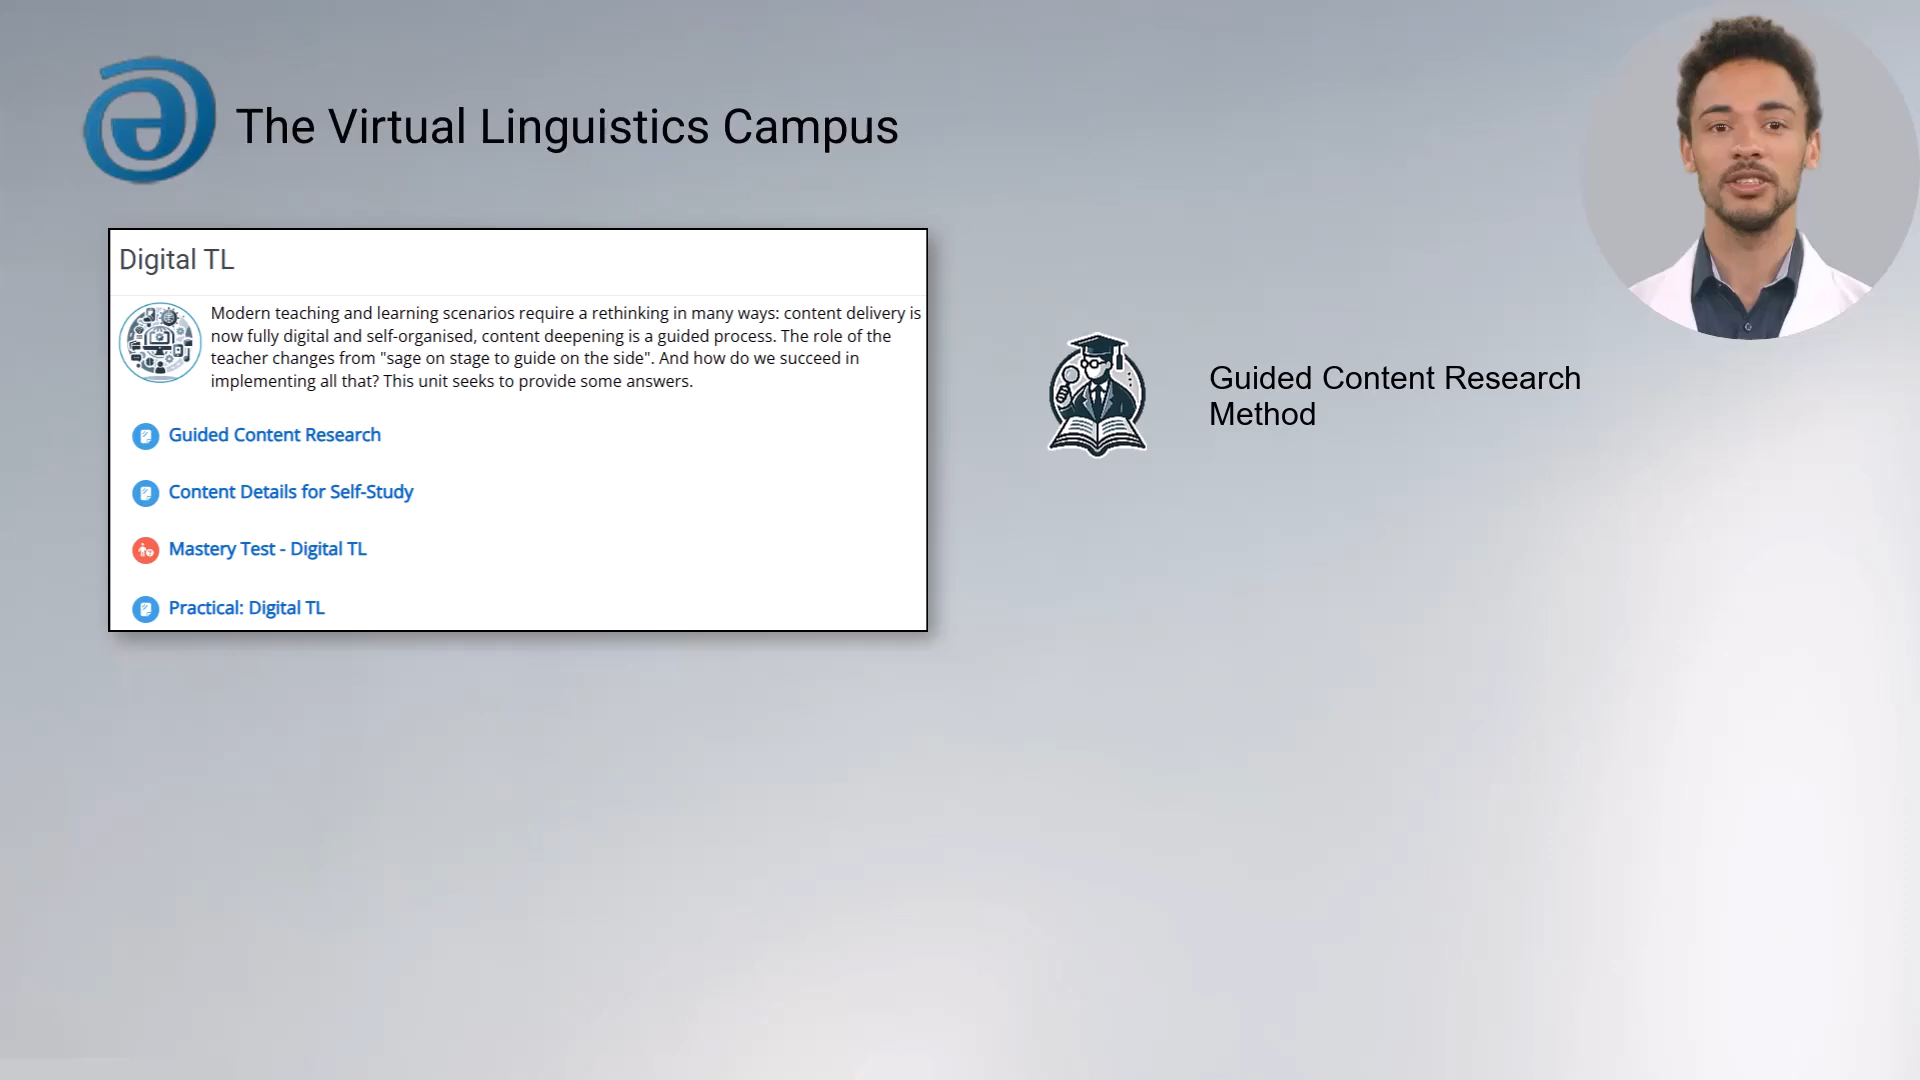 The Virtual Linguistics Campus
Digital TL
Modern teaching and learning scenarios require a rethinking in many ways: content delivery is
now fully digital and self-organised, content deepening is a guided process. The role of the
teacher changes from "sage on stage to guide on the side". And how do we succeed in
implementing all that? This unit seeks to provide some answers.
Guided Content Research
Content Details for Self-Study
Mastery Test - Digital TL
Practical: Digital TL
Guided Content Research
Method